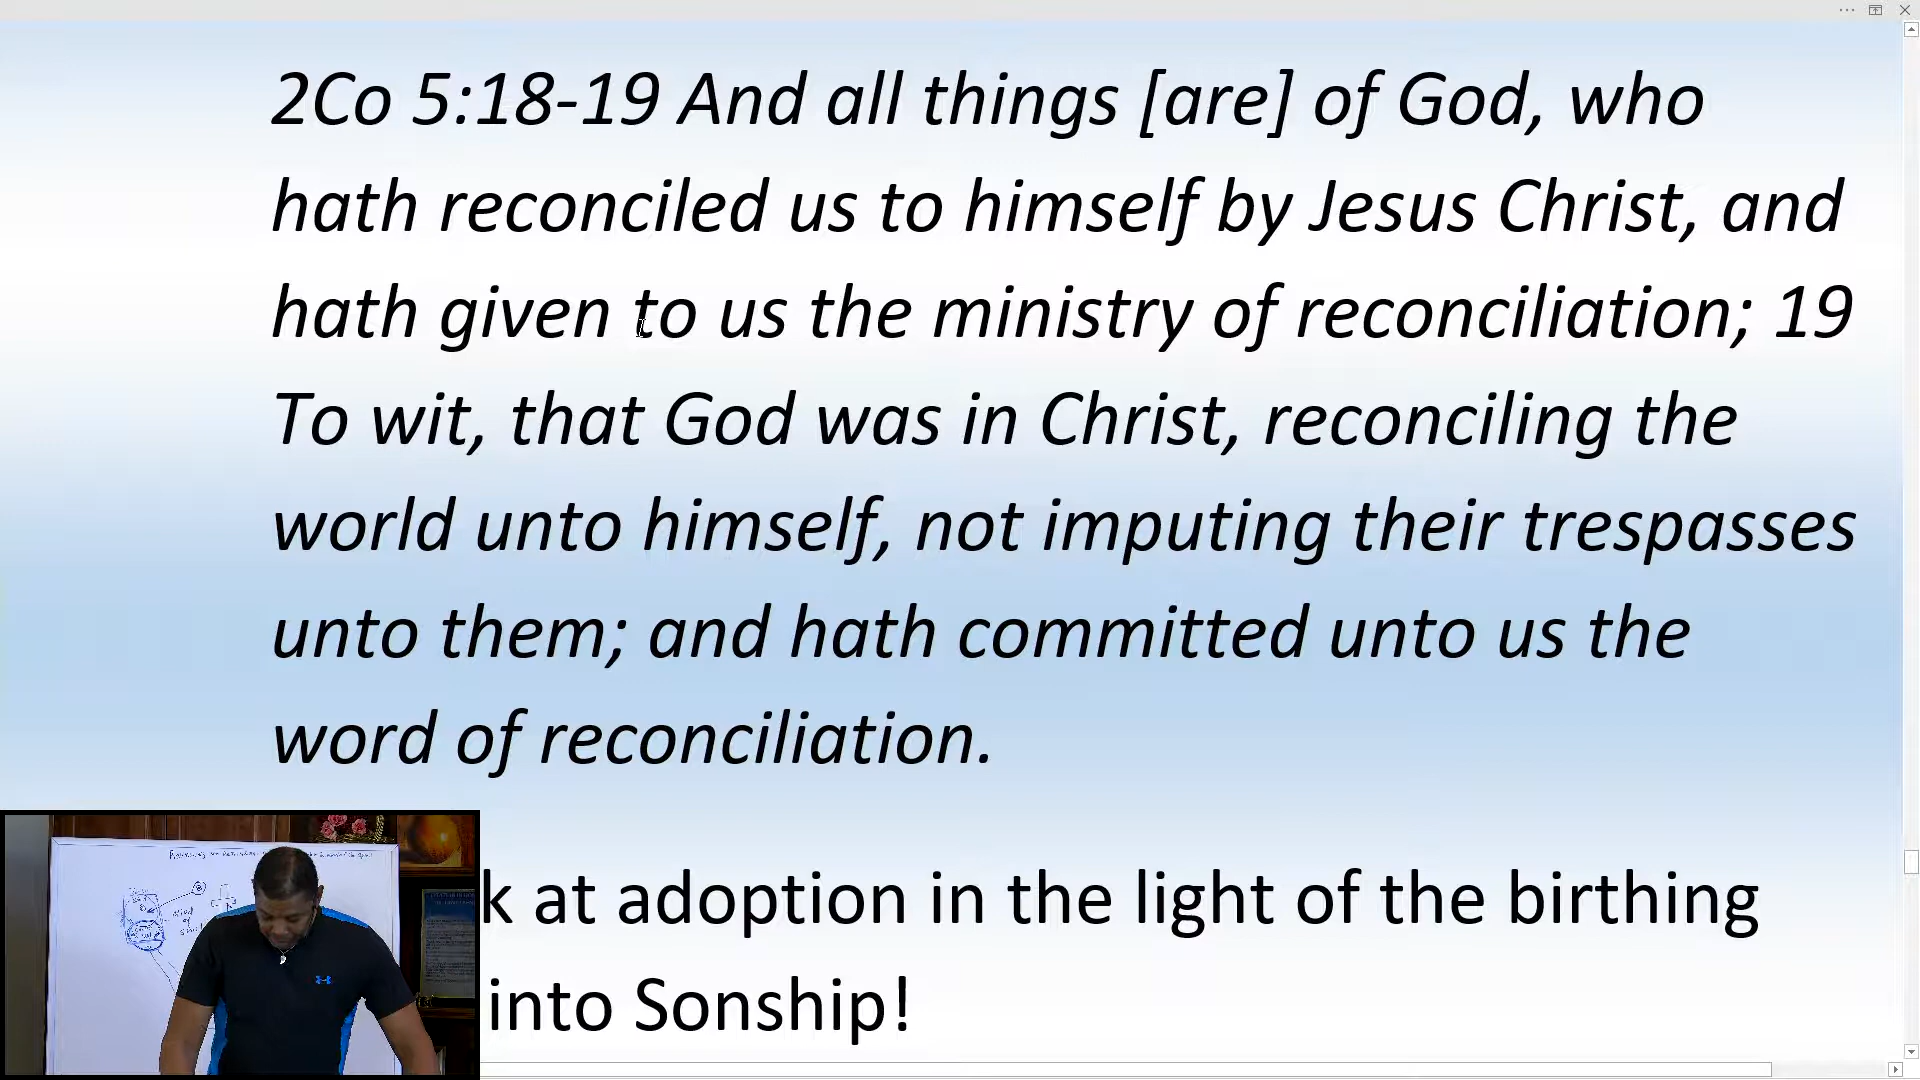 2Co 5:18-19 And all things [are] of God, who
hath reconciled us to himself by Jesus Christ, and
hath given to us the ministry of reconciliation; 19
To wit, that God was in Christ, reconciling the
world unto himself, not imputing their trespasses
unto them; and hath committed unto us the
word of reconciliation.
k at adoption in the light of the birthing
into Sonship!